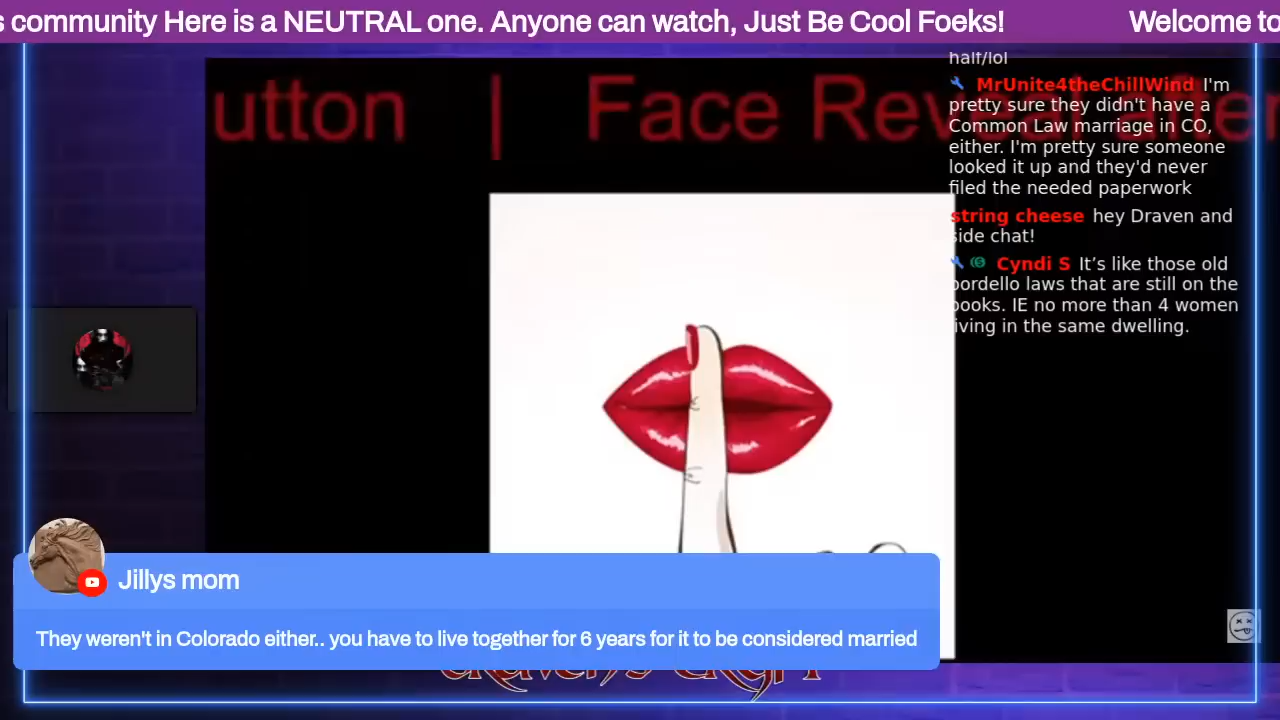 s community Here is a NEUTRAL one. Anyone can watch, Just Be Cool Foeks! Welcome to
utton | Face Reve
half/lol
MrUnite4theChillWind I'm
pretty sure they didn't have a
Common Law marriage in CO,
either. I'm pretty sure someone
looked it up and they'd never
filed the needed paperwork
string cheese hey Draven and
side chat!
Cyndi S It’s like those old
bordello laws that are still on the
books. IE no more than 4 women
living in the same dwelling.
Jillys mom
They weren't in Colorado either.. you have to live together for 6 years for it to be considered married